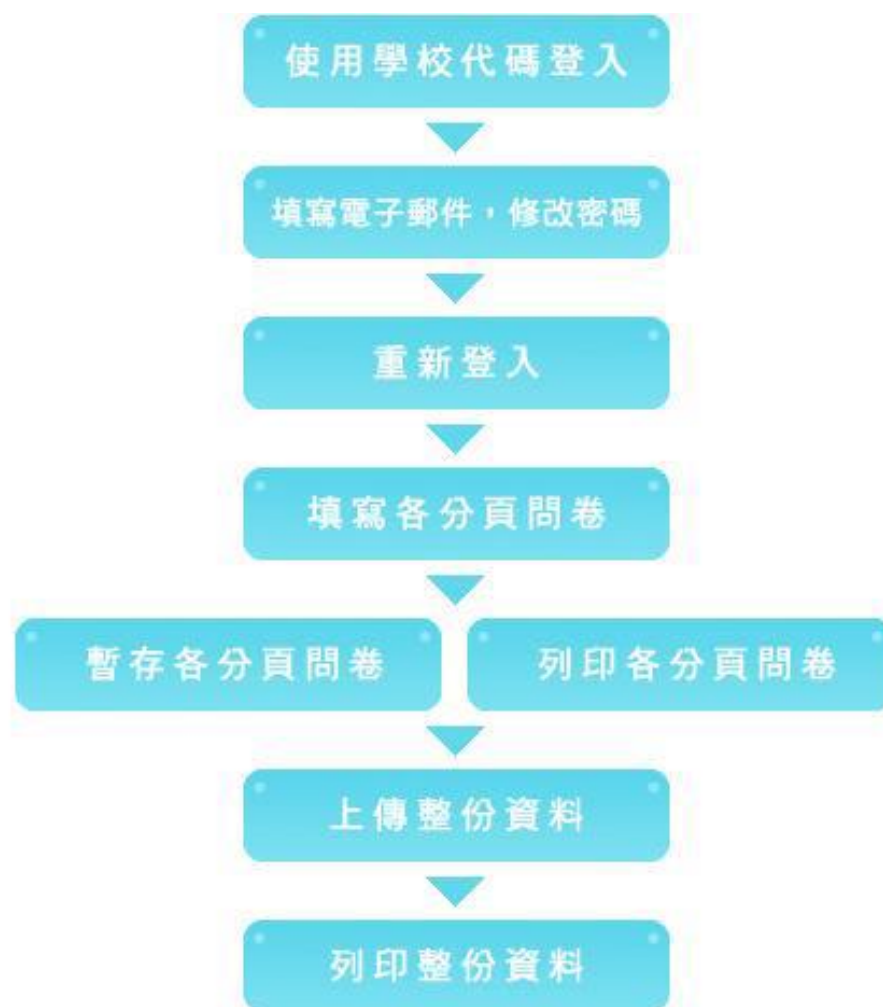 使用學校代碼登入
填寫電子郵件，修改密碼
重新登入
填寫各分頁問卷
暫存各分頁問卷
列印各分頁問卷
上傳整份資料
列印整份資料